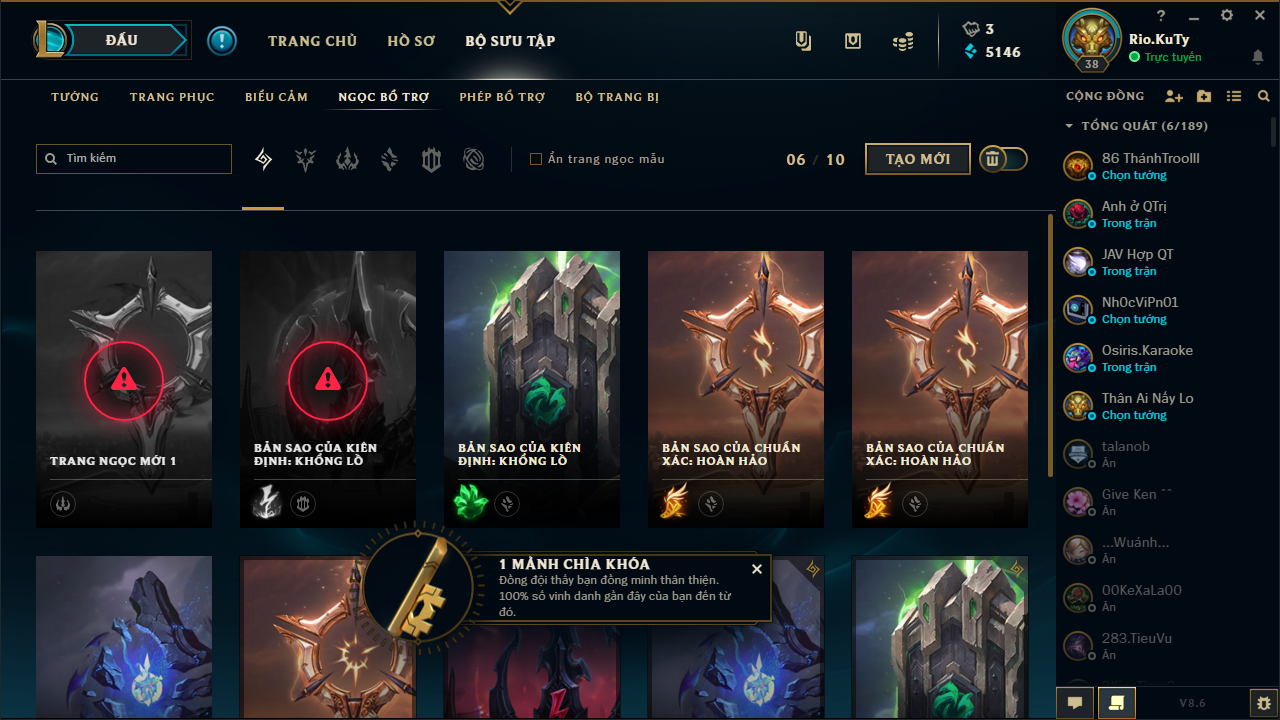 ĐẤU
TRANG CHỦ
HỒ SƠ
BỘ SƯU TẬP
3
5146
Rio.KuTy
Trực tuyến
38
TƯỚNG
TRANG PHỤC
BIỂU CẢM
NGỌC BỔ TRỢ
PHÉP BỔ TRỢ
BỘ TRANG BỊ
CỘNG ĐỒNG
Tìm kiếm
Ẩn trang ngọc mẫu
06 / 10
TẠO MỚI
TỔNG QUÁT (6/189)
86 ThánhTroolll
Chọn tướng
Anh ở QTrị
Trong trận
JAV Hợp QT
Trong trận
Nh0cViPn01
Chọn tướng
Osiris.Karaoke
Trong trận
Thân Ai Nấy Lo
Chọn tướng
talanob
Ẩn
Give Ken ^^
Ẩn
...Wuánh...
Ẩn
00KeXaLa00
Ẩn
283.TieuVu
Ẩn
TRANG NGỌC MỚI 1
BẢN SAO CỦA KIÊN
ĐỊNH: KHỔNG LỒ
BẢN SAO CỦA KIÊN
ĐỊNH: KHỔNG LỒ
BẢN SAO CỦA CHUẨN
XÁC: HOÀN HẢO
BẢN SAO CỦA CHUẨN
XÁC: HOÀN HẢO
1 MẢNH CHÌA KHÓA
Đồng đội thấy bạn đồng minh thân thiện.
100% số vinh danh gần đây của bạn đến từ
đó.
V8.6